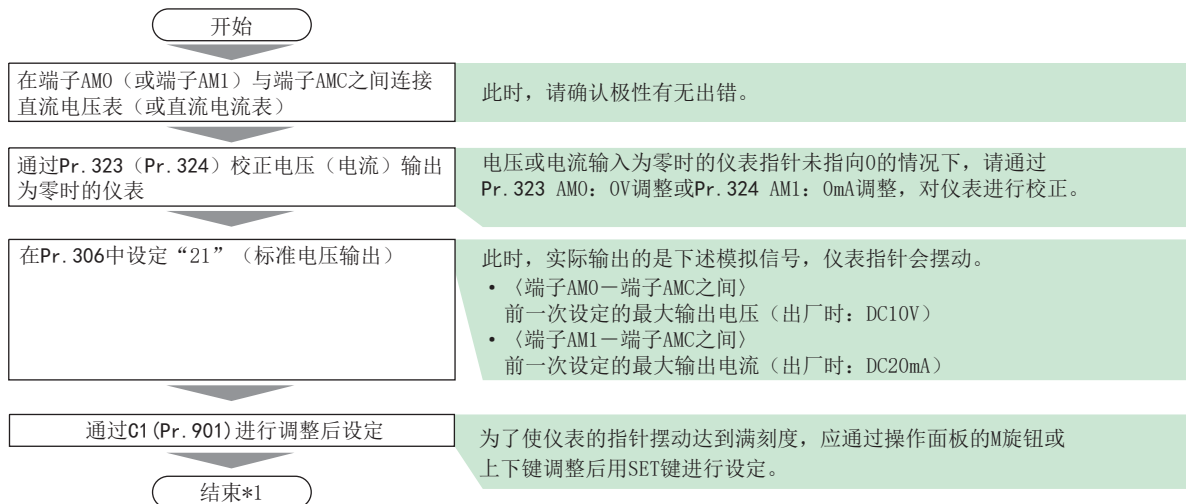 开始
在端子AM0（或端子AM1）与端子AMC之间连接
直流电压表（或直流电流表）
此时，请确认极性有无出错。
通过Pr.323（Pr.324）校正电压（电流）输出
为零时的仪表
电压或电流输入为零时的仪表指针未指向0的情况下，请通过
Pr.323 AM0：0V调整或Pr.324 AM1：0mA调整，对仪表进行校正。
在Pr.306中设定“21”（标准电压输出）
此时，实际输出的是下述模拟信号，仪表指针会摆动。
•〈端子AM0－端子AMC之间〉
前一次设定的最大输出电压（出厂时：DC10V）
•〈端子AM1－端子AMC之间〉
前一次设定的最大输出电流（出厂时：DC20mA）
通过C1(Pr.901)进行调整后设定
为了使仪表的指针摆动达到满刻度，应通过操作面板的M旋钮或
上下键调整后用SET键进行设定。
结束*1